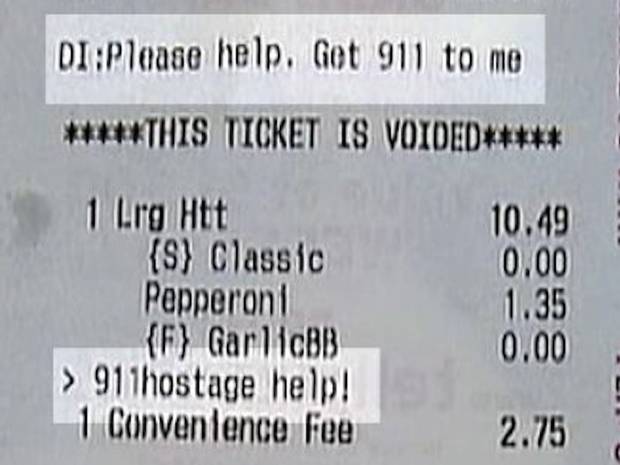 DI:Please help. Get 911 to me
*****THIS TICKET IS VOIDED*****
1 Lrg Htt 10.49
{S} Classic 0.00
Pepperoni 1.35
{F} GarlicBB 0.00
> 911hostage help!
1 Convenience Fee 2.75